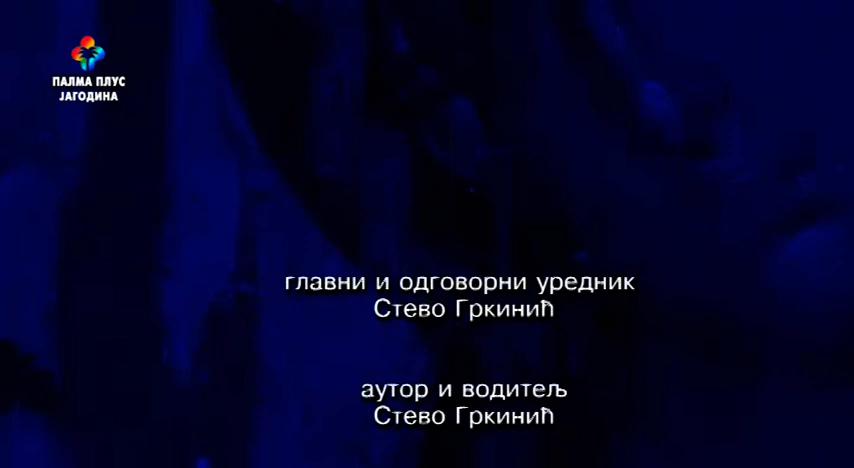 ПАЛМА ПЛУС
ЈАГОДИНА
главни и одговорни уредник
Стево Гркинић
аутор и водитељ
Стево Гркинић